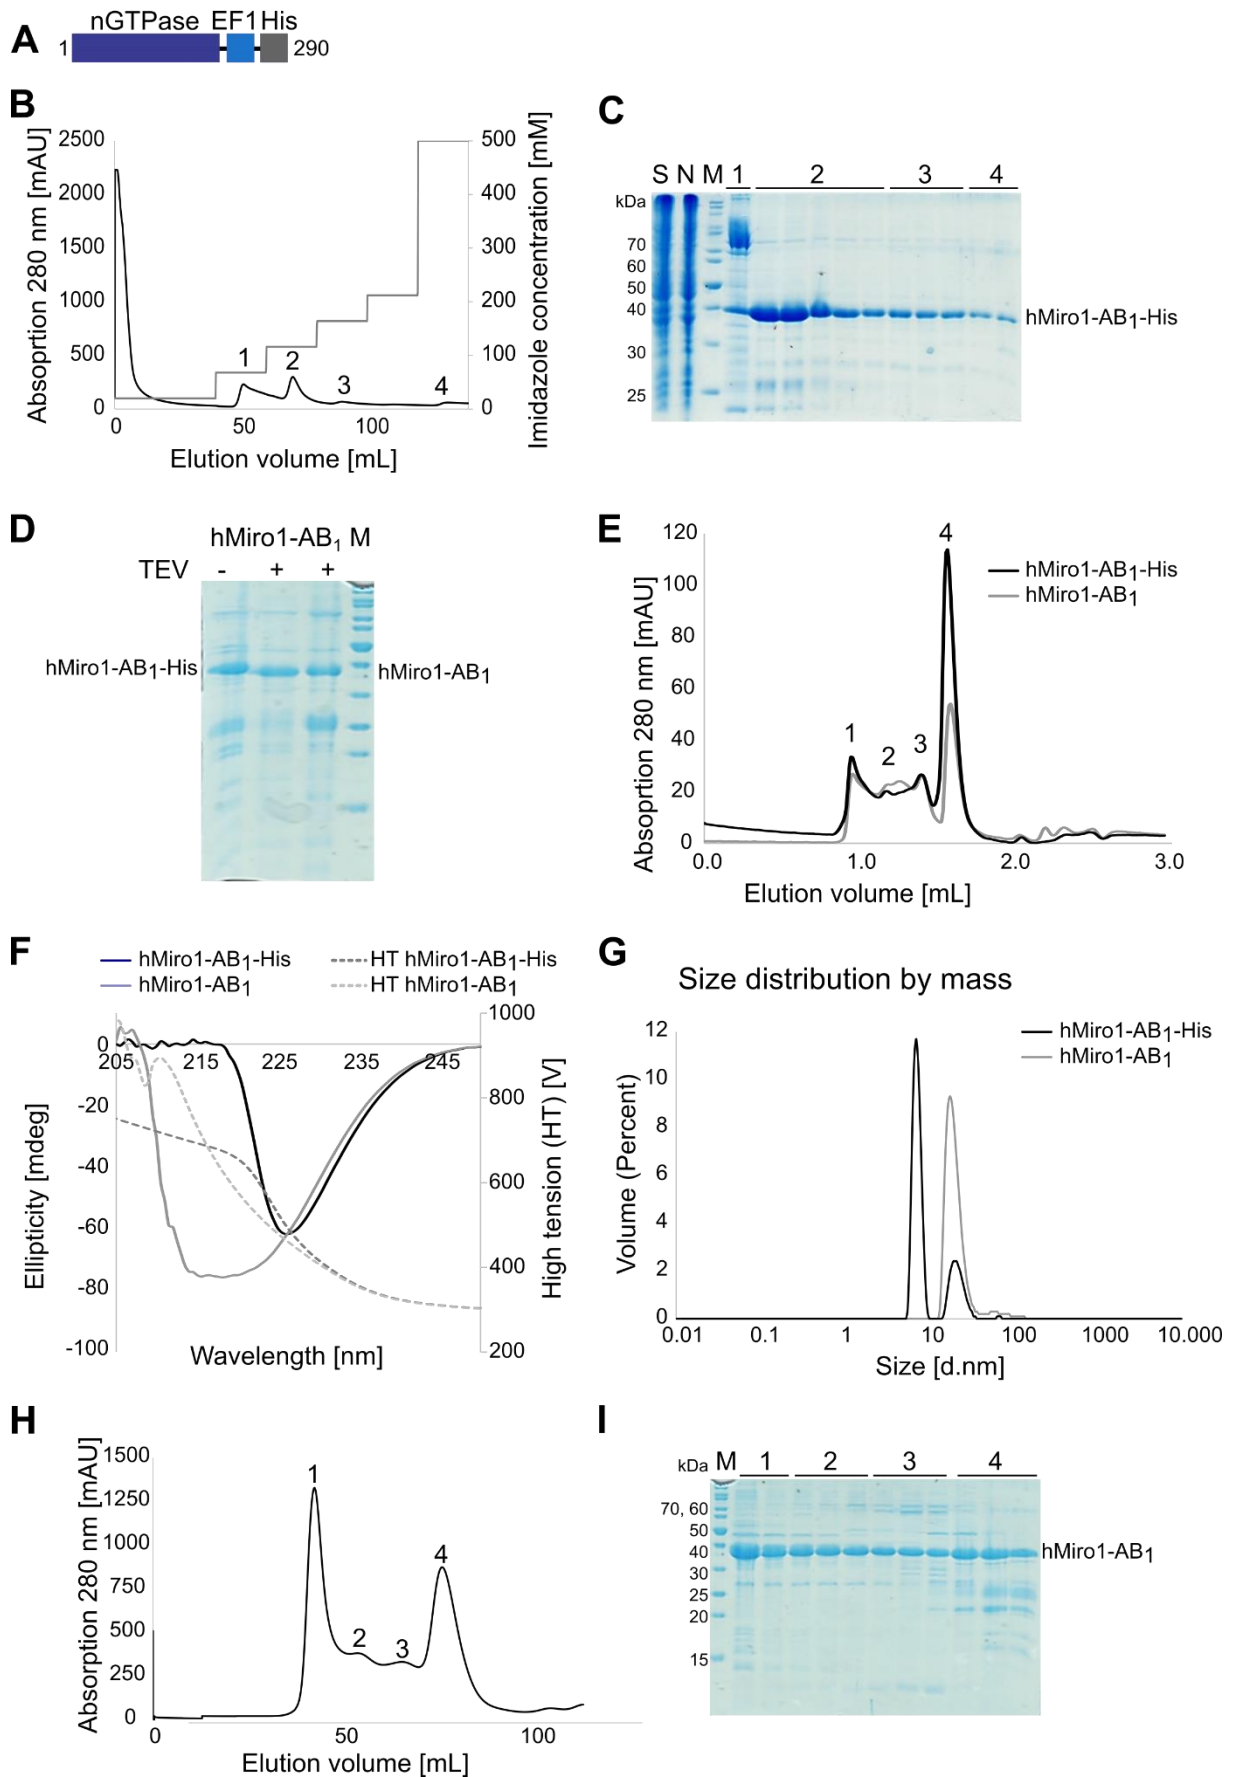 A
nGTPase EF1 His
1 290
B
Absoprtion 280 nm [mAU]
2500
2000
1500
1000
500
0
500
400
300
200
100
0
Imidazole concentration [mM]
1 2 3 4
0 50 100
Elution volume [mL]
C
S N M 1 2 3 4
kDa
70
60
50
40
30
25
hMiro1-AB1-His
D
hMiro1-AB1 M
TEV - + +
hMiro1-AB1-His
hMiro1-AB1
E
Absoprtion 280 nm [mAU]
120
100
80
60
40
20
0
1 2 3 4
hMiro1-AB1-His
hMiro1-AB1
0.0 1.0 2.0 3.0
Elution volume [mL]
F
hMiro1-AB1-His HT hMiro1-AB1-His
hMiro1-AB1 HT hMiro1-AB1
Ellipticity [mdeg]
0
-20
-40
-60
-80
-100
205 215 225 235 245
1000
800
600
400
200
High tension (HT) [V]
Wavelength [nm]
G
Size distribution by mass
hMiro1-AB1-His
hMiro1-AB1
Volume (Percent)
12
10
8
6
4
2
0
0.01 0.1 1 10 100 1000 10.000
Size [d.nm]
H
Absorption 280 nm [mAU]
1500
1250
1000
750
500
250
0
1 2 3 4
0 50 100
Elution volume [mL]
I
kDa M 1 2 3 4
70, 60
50
40
30
25
20
15
hMiro1-AB1